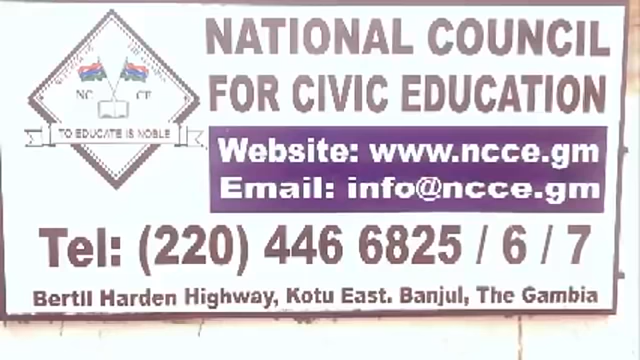 NATIONAL COUNCIL
FOR CIVIC EDUCATION
NC CE
TO EDUCATE IS NOBLE
Website: www.ncce.gm
Email: info@ncce.gm
Tel: (220) 446 6825 / 6 / 7
Bertil Harden Highway, Kotu East. Banjul, The Gambia